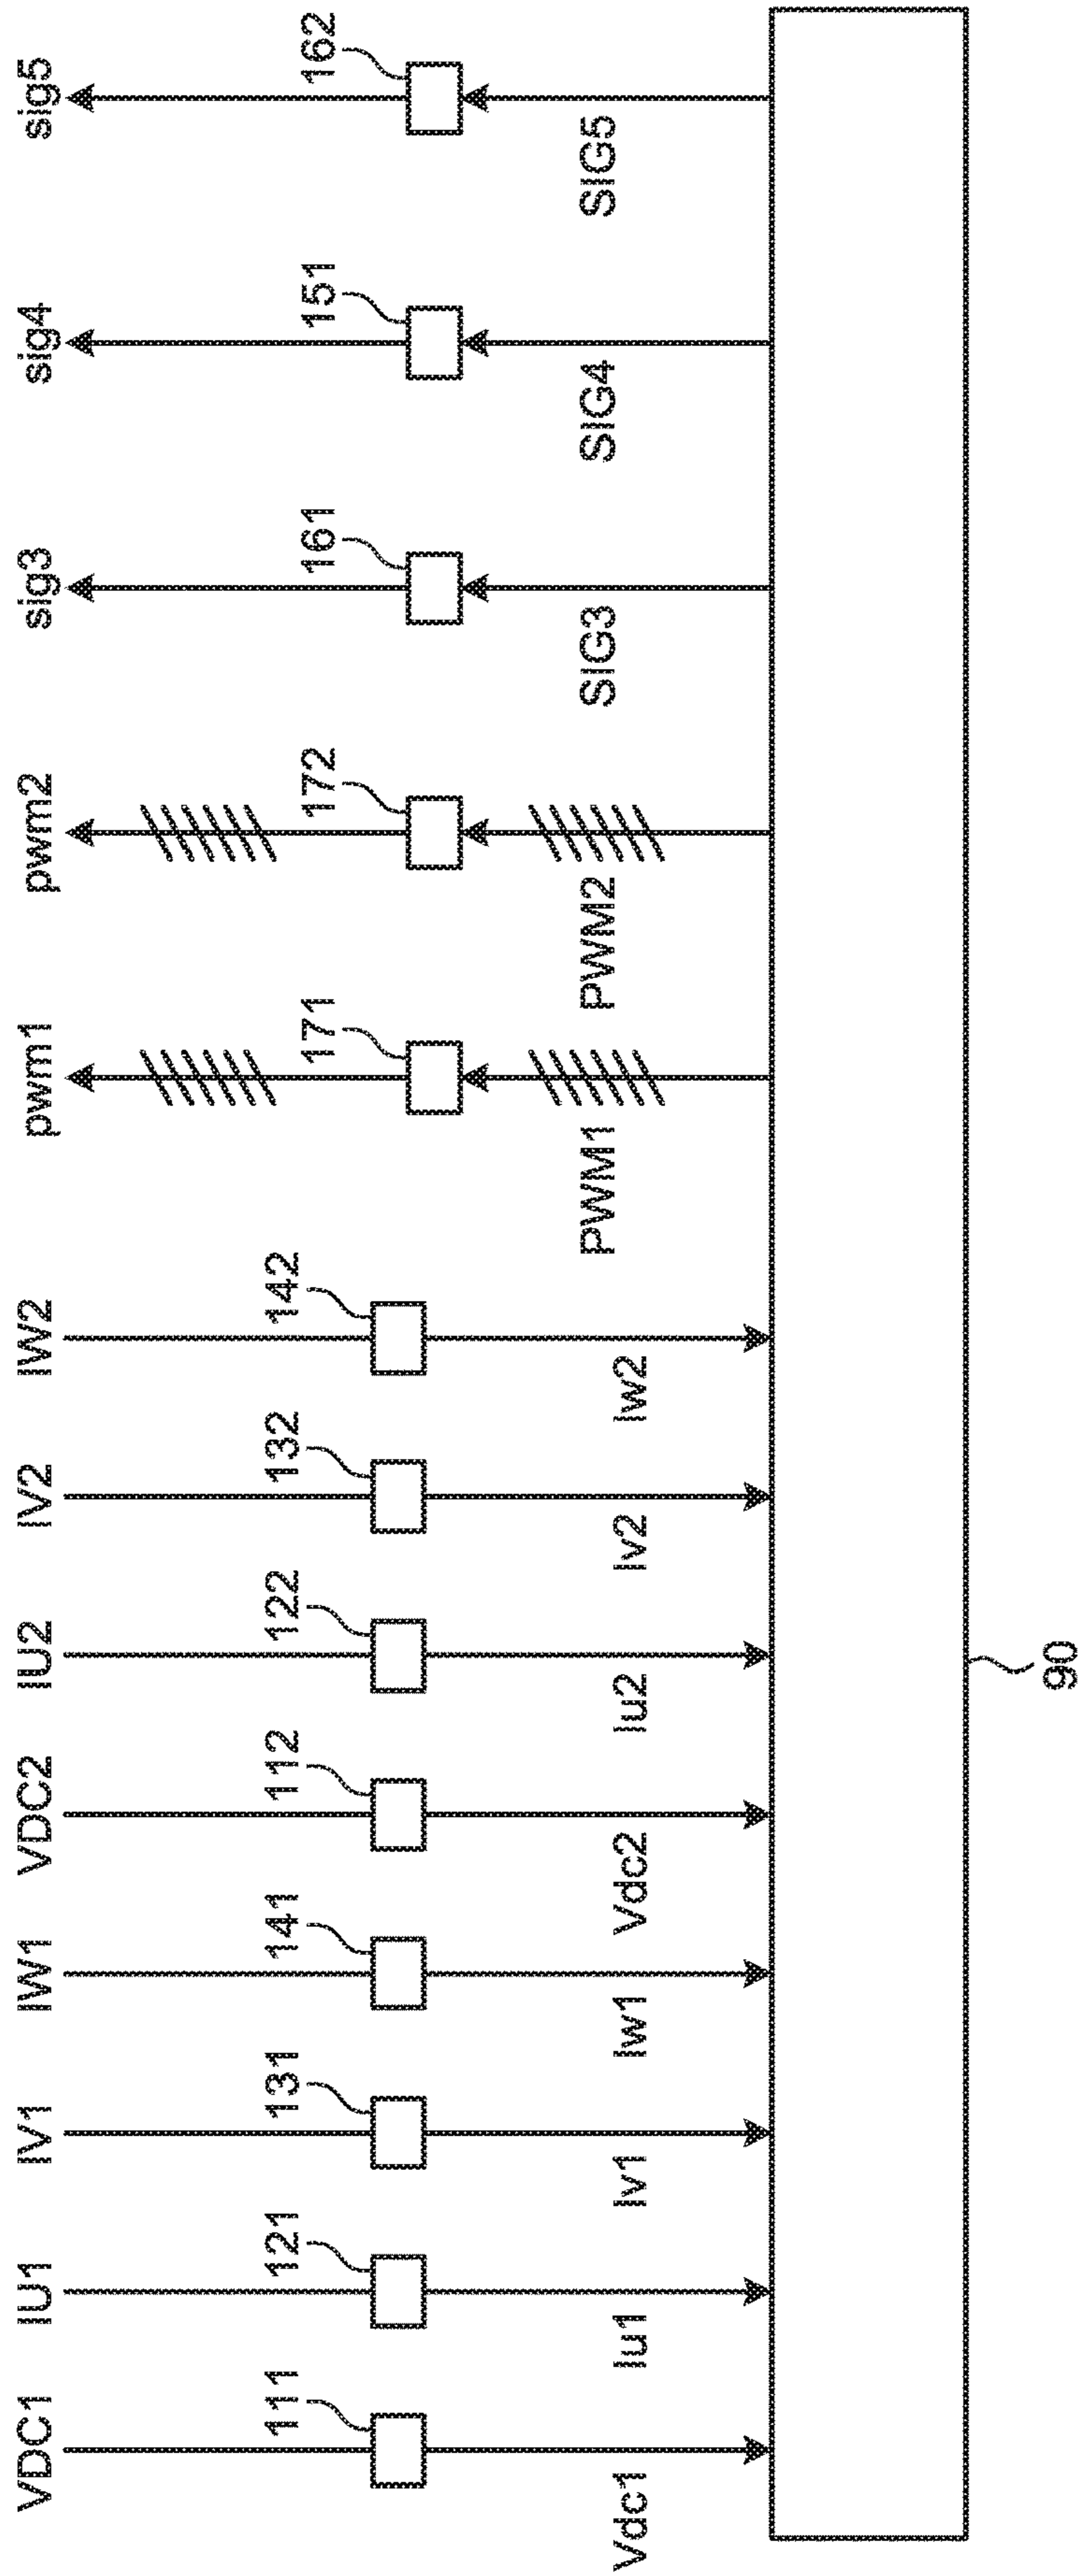 VDC1
IU1
IV1
IW1
VDC2
IU2
IV2
IW2
pwm1
pwm2
sig3
sig4
sig5
111
121
131
141
112
122
132
142
171
172
161
151
162
Vdc1
Iu1
Iv1
Iw1
Vdc2
Iu2
Iv2
Iw2
PWM1
PWM2
SIG3
SIG4
SIG5
90